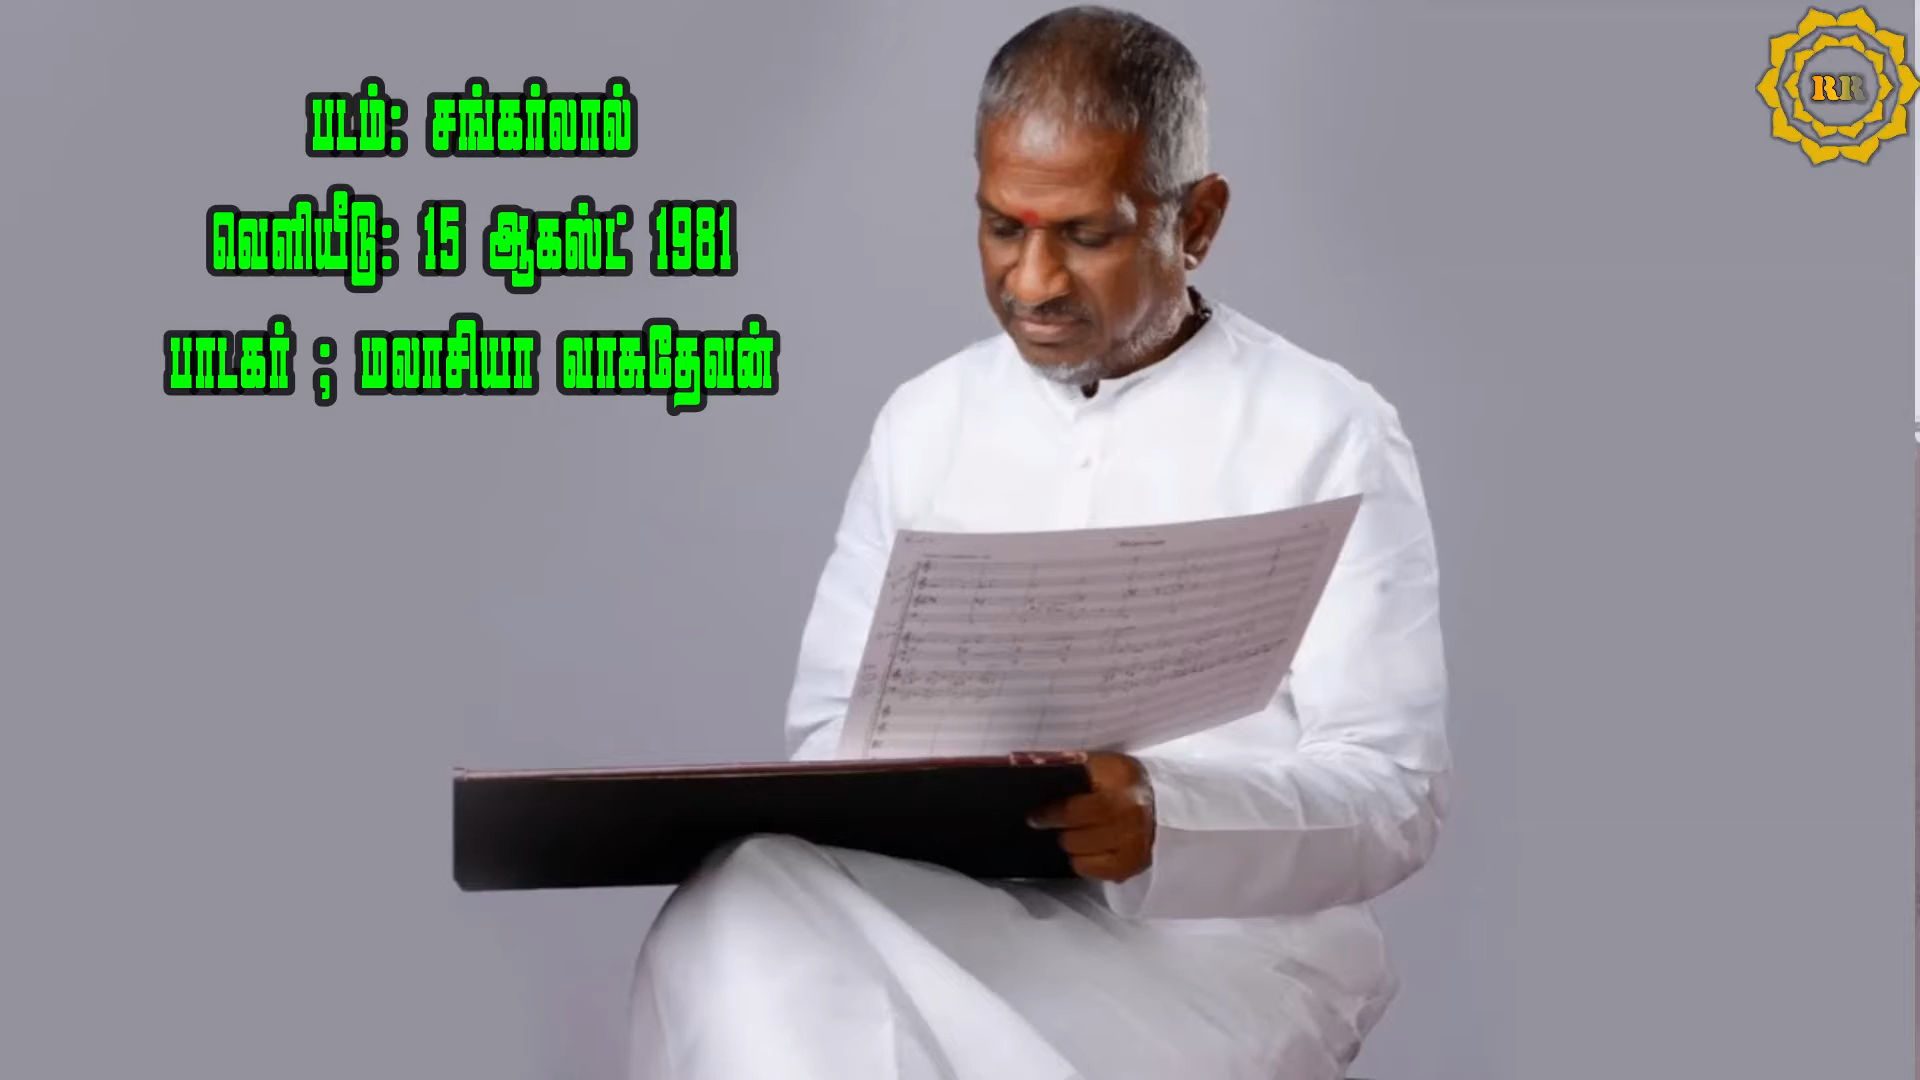 படம்: சங்கர்லால்
வெளியீடு: 15 ஆகஸ்ட் 1981
பாடகர் ; மலாசியா வாசுதேவன்
RR